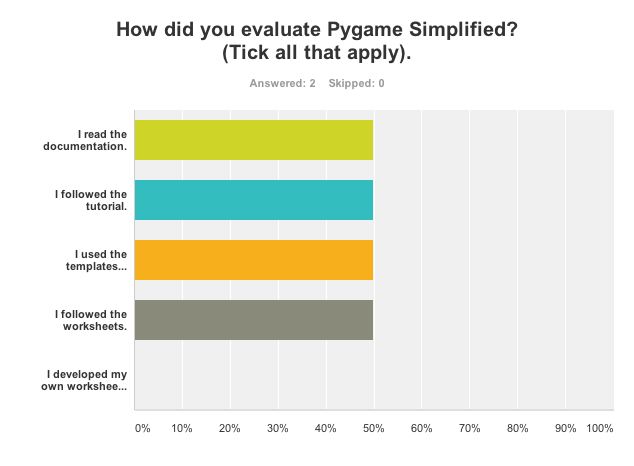 How did you evaluate Pygame Simplified?
(Tick all that apply).
Answered: 2 Skipped: 0
I read the
documentation.
I followed the
tutorial.
I used the
templates...
I followed the
worksheets.
I developed my
own workshee...
0% 10% 20% 30% 40% 50% 60% 70% 80% 90% 100%